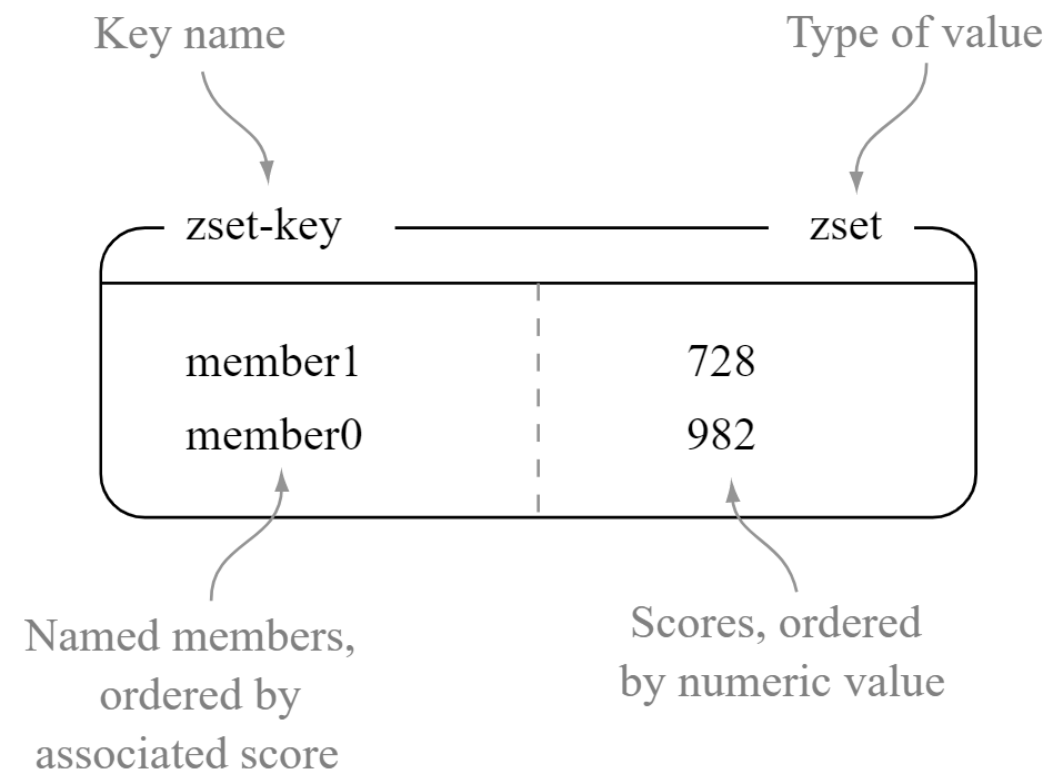 Key name
Type of value
zset-key
zset
member1
728
member0
982
Named members,
ordered by
associated score
Scores, ordered
by numeric value